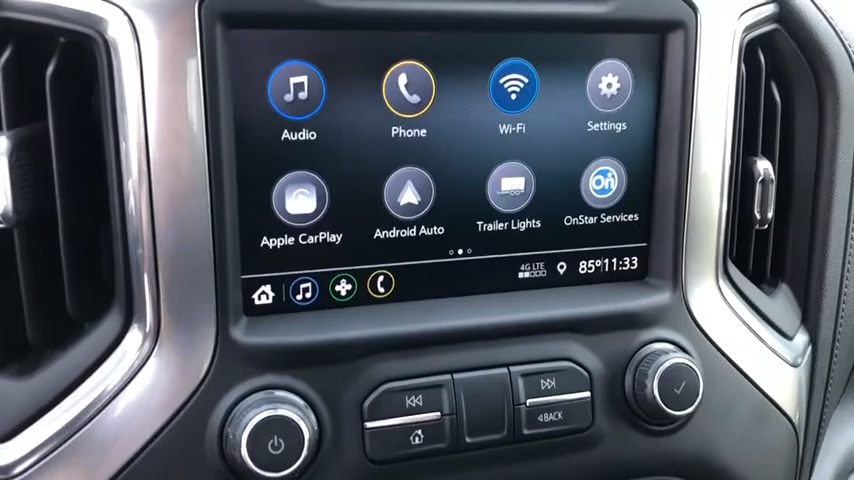 Audio Phone Wi-Fi Settings
On
Apple CarPlay Android Auto Trailer Lights OnStar Services
4G LTE
85° 11:33
BACK